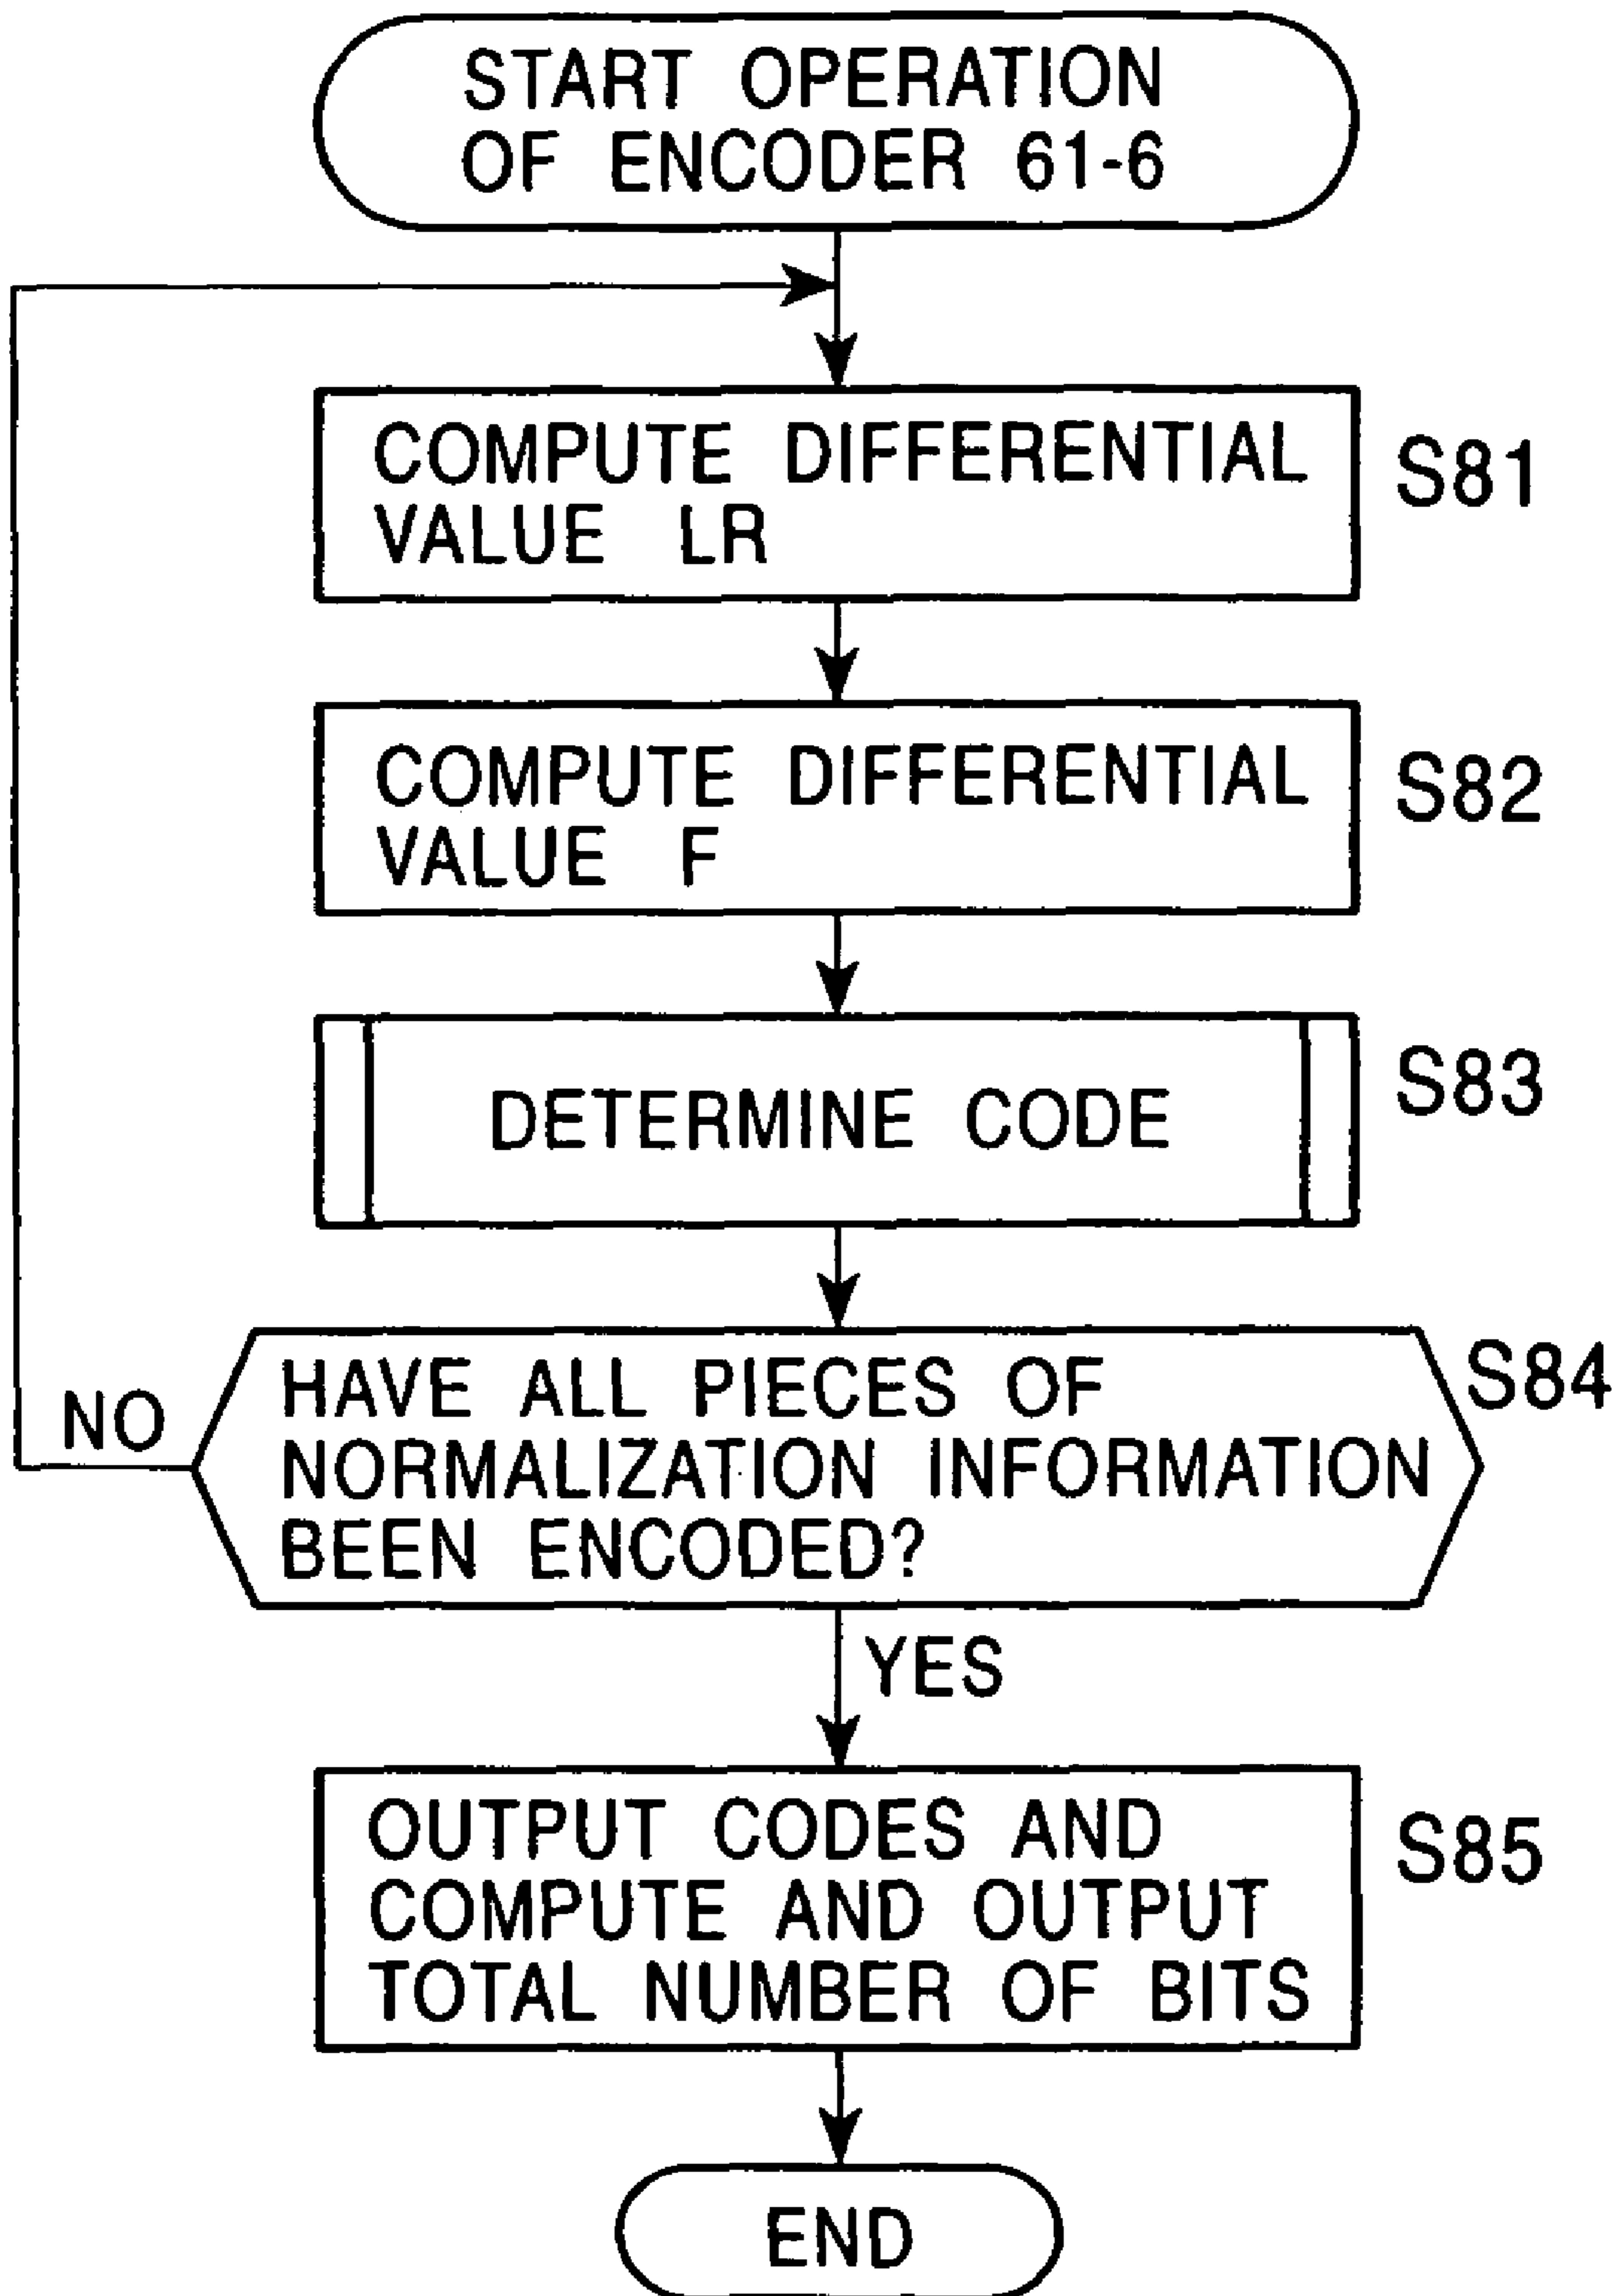 START OPERATION
OF ENCODER 61-6
COMPUTE DIFFERENTIAL
VALUE LR
S81
COMPUTE DIFFERENTIAL
VALUE F
S82
DETERMINE CODE
S83
HAVE ALL PIECES OF
NORMALIZATION INFORMATION
BEEN ENCODED?
S84
NO
YES
OUTPUT CODES AND
COMPUTE AND OUTPUT
TOTAL NUMBER OF BITS
S85
END